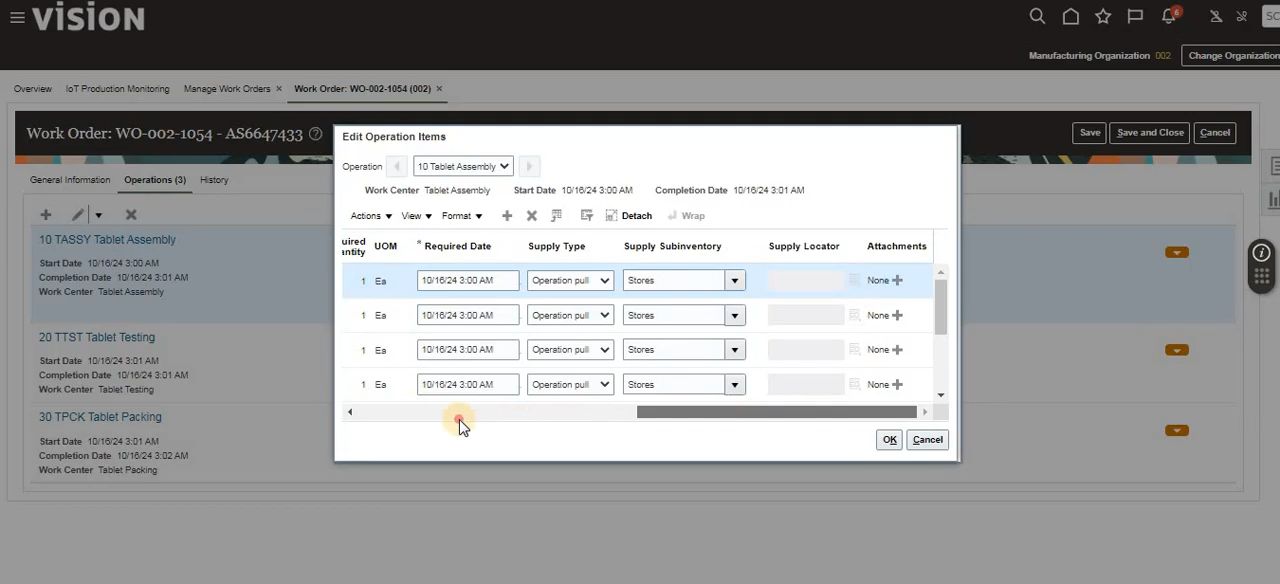 VISION
6
SC
Manufacturing Organization 002 Change Organization
Overview IoT Production Monitoring Manage Work Orders × Work Order: WO-002-1054 (002) ×
Work Order: WO-002-1054 - AS6647433 ? Save Save and Close Cancel
General Information Operations (3) History
10 TASSY Tablet Assembly
Start Date 10/16/24 3:00 AM
Completion Date 10/16/24 3:01 AM
Work Center Tablet Assembly
20 TTST Tablet Testing
Start Date 10/16/24 3:01 AM
Completion Date 10/16/24 3:01 AM
Work Center Tablet Testing
30 TPCK Tablet Packing
Start Date 10/16/24 3:01 AM
Completion Date 10/16/24 3:02 AM
Work Center Tablet Packing
Edit Operation Items
Operation 10 Tablet Assembly
Work Center Tablet Assembly Start Date 10/16/24 3:00 AM Completion Date 10/16/24 3:01 AM
Actions View Format Detach Wrap
uired
antity UOM * Required Date Supply Type Supply Subinventory Supply Locator Attachments
1 Ea 10/16/24 3:00 AM Operation pull Stores None
1 Ea 10/16/24 3:00 AM Operation pull Stores None
1 Ea 10/16/24 3:00 AM Operation pull Stores None
1 Ea 10/16/24 3:00 AM Operation pull Stores None
OK Cancel